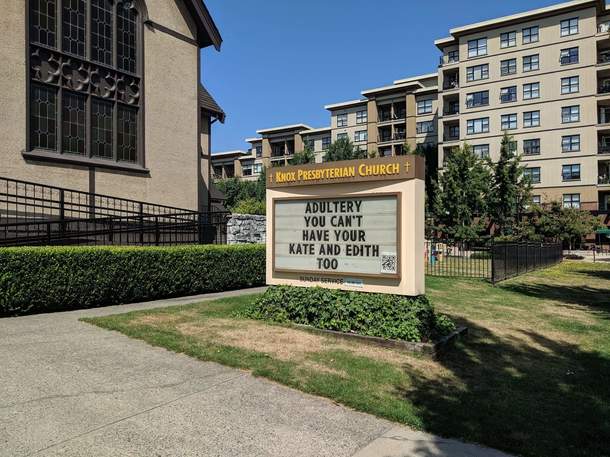 † KNOX PRESBYTERIAN CHURCH †
ADULTERY
YOU CAN'T
HAVE YOUR
KATE AND EDITH
TOO
SUNDAY SERVICE